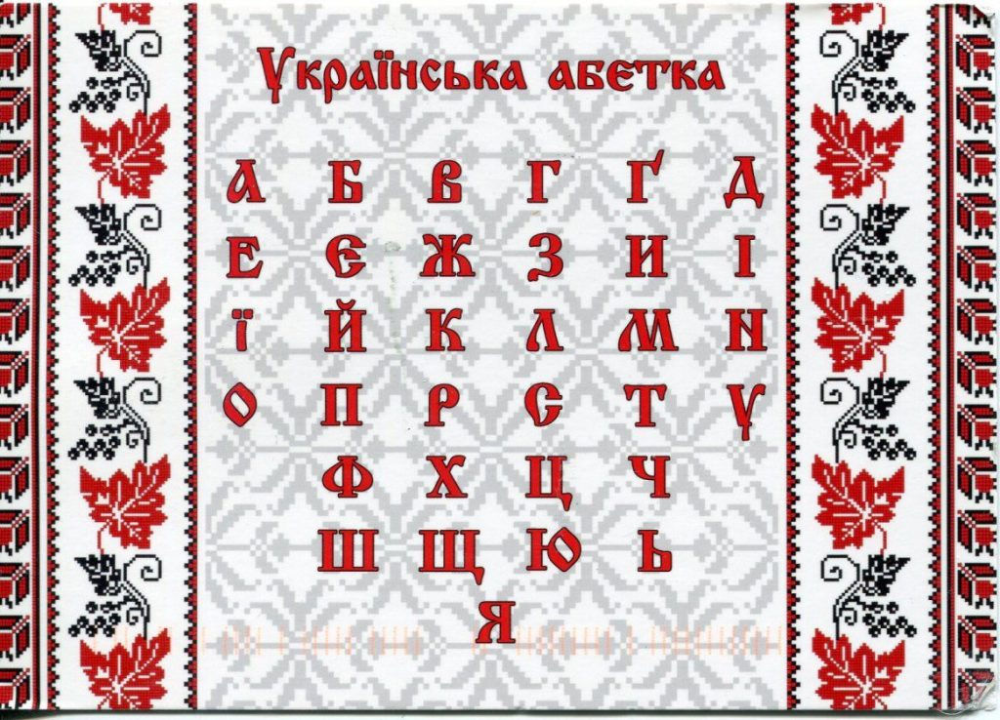 Українська абетка
А Б В Г Ґ Д
Е Є Ж З И І
Ї Й К Л М Н
О П Р С Т У
Ф Х Ц Ч
Ш Щ Ю Ь
Я